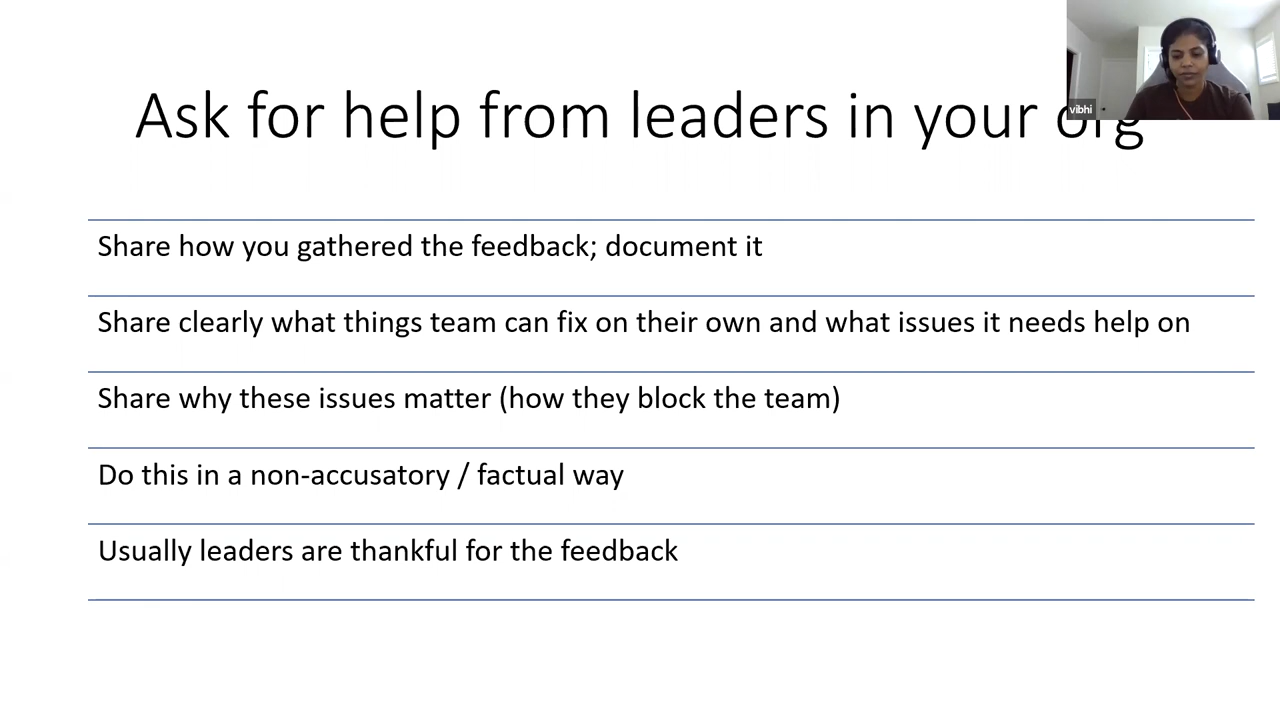 Ask for help from leaders in your org
vibhi
Share how you gathered the feedback; document it
Share clearly what things team can fix on their own and what issues it needs help on
Share why these issues matter (how they block the team)
Do this in a non-accusatory / factual way
Usually leaders are thankful for the feedback